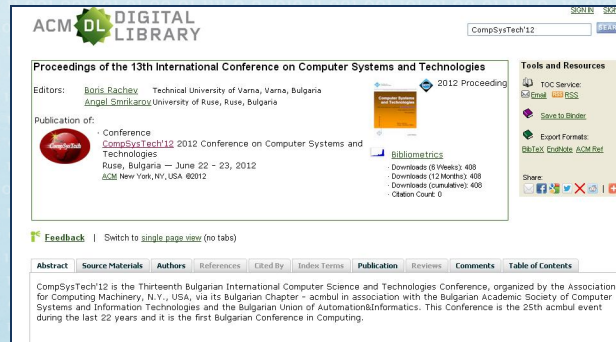 SIGN IN SIGN
ACM DL DIGITAL LIBRARY
CompSysTech'12
SEAR
Proceedings of the 13th International Conference on Computer Systems and Technologies
Editors: Boris Rachev Technical University of Varna, Varna, Bulgaria
Angel Smrikarov University of Ruse, Ruse, Bulgaria
2012 Proceeding
Publication of:
· Conference
CompSysTech'12 2012 Conference on Computer Systems and
Technologies
Ruse, Bulgaria — June 22 - 23, 2012
ACM New York, NY, USA ©2012
CompSysTech
Computer Systems
and Technologies
Bibliometrics
· Downloads (6 Weeks): 408
· Downloads (12 Months): 408
· Downloads (cumulative): 408
· Citation Count: 0
Tools and Resources
TOC Service:
Email RSS
Save to Binder
Export Formats:
BibTeX EndNote ACM Ref
Share:
Feedback | Switch to single page view (no tabs)
Abstract Source Materials Authors References Cited By Index Terms Publication Reviews Comments Table of Contents
CompSysTech'12 is the Thirteenth Bulgarian International Computer Science and Technologies Conference, organized by the Association
for Computing Machinery, N.Y., USA, via its Bulgarian Chapter - acmbul in association with the Bulgarian Academic Society of Computer
Systems and Information Technologies and the Bulgarian Union of Automation&Informatics. This Conference is the 25th acmbul event
during the last 22 years and it is the first Bulgarian Conference in Computing.